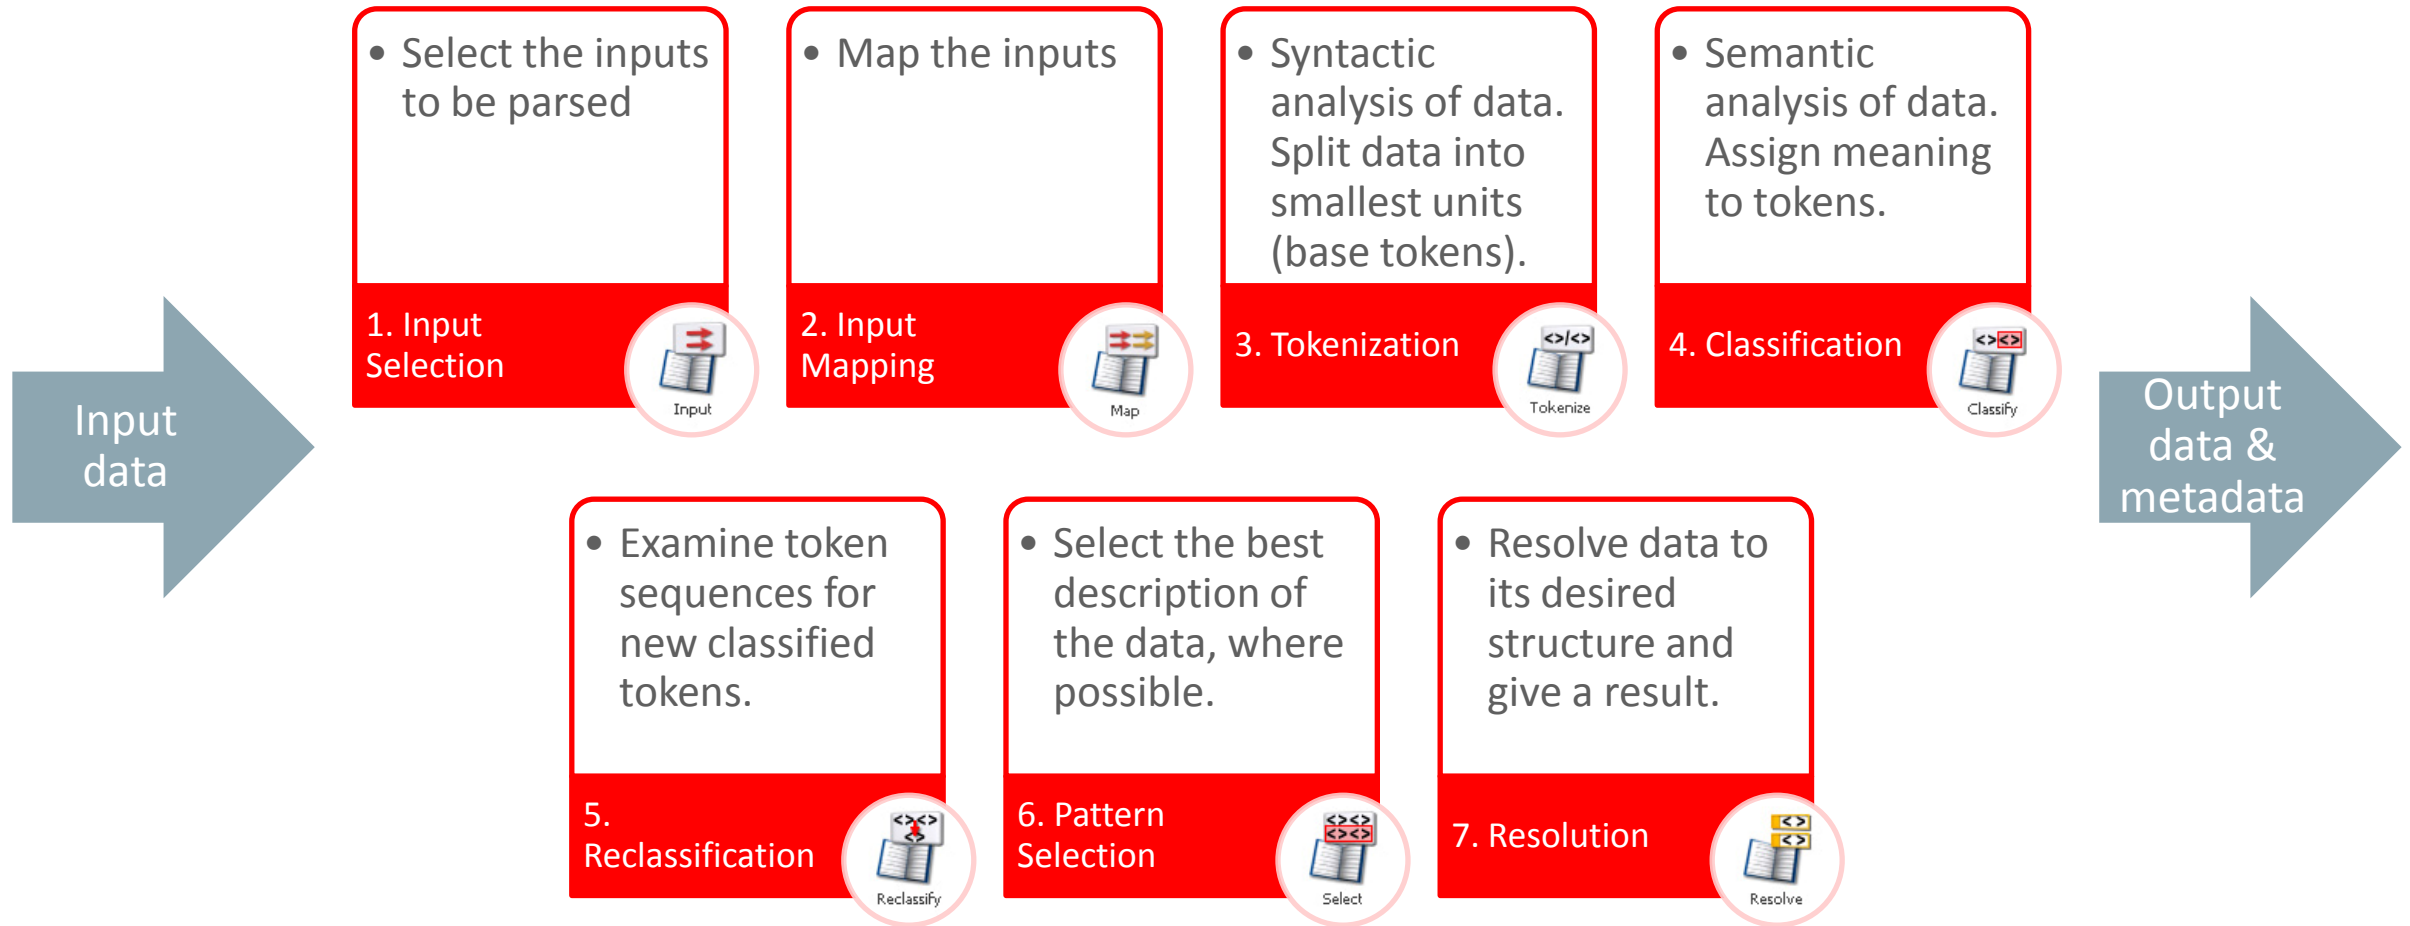 Input
data
• Select the inputs
to be parsed
1. Input
Selection
Input
• Map the inputs
2. Input
Mapping
Map
• Syntactic
analysis of data.
Split data into
smallest units
(base tokens).
3. Tokenization
<>/<>
Tokenize
• Semantic
analysis of data.
Assign meaning
to tokens.
4. Classification
<><>
Classify
• Examine token
sequences for
new classified
tokens.
5.
Reclassification
<><>
<>
Reclassify
• Select the best
description of
the data, where
possible.
6. Pattern
Selection
<><>
<><>
Select
• Resolve data to
its desired
structure and
give a result.
7. Resolution
<>
<>
Resolve
Output
data &
metadata